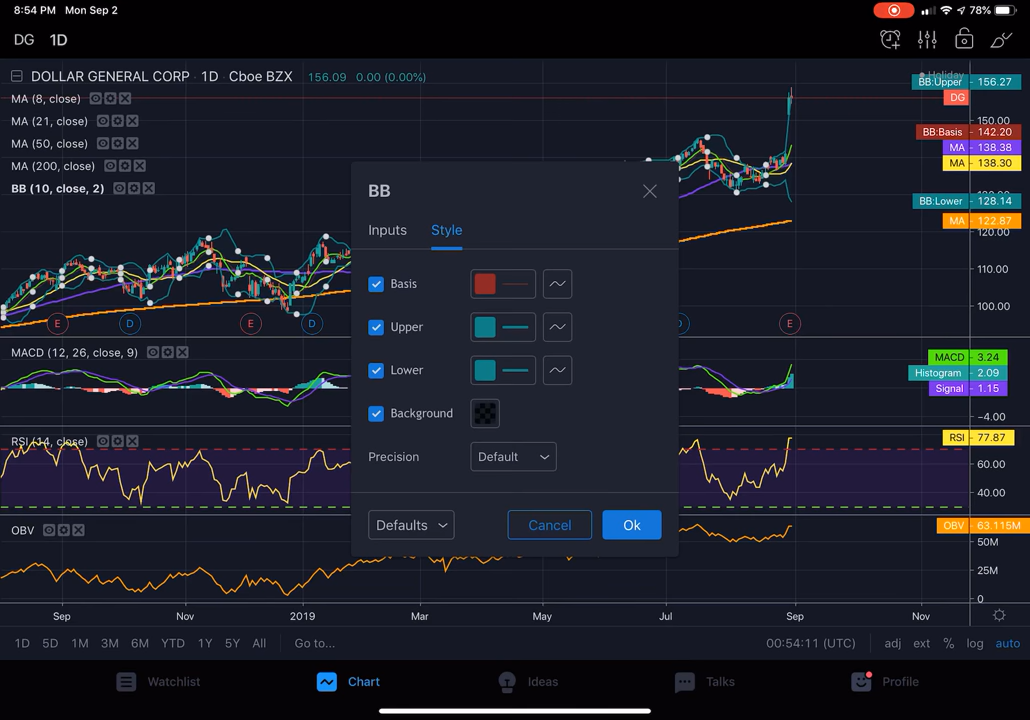 8:54 PM Mon Sep 2
78%
DG 1D
DOLLAR GENERAL CORP · 1D · Cboe BZX 156.09 0.00 (0.00%)
Holiday
BB:Upper 156.27
MA (8, close)
DG
MA (21, close)
150.00
BB:Basis 142.20
MA (50, close)
MA 138.38
MA 138.30
MA (200, close)
BB (10, close, 2)
BB
BB:Lower 128.14
MA 122.87
120.00
Inputs Style
110.00
Basis
100.00
E D E D D E
Upper
MACD (12, 26, close, 9)
MACD 3.24
Histogram 2.09
Signal 1.15
Lower
Background
−4.00
RSI (14, close)
RSI 77.87
Precision Default
60.00
40.00
Defaults Cancel Ok
OBV
OBV 63.115M
50M
25M
0
Sep Nov 2019 Mar May Jul Sep Nov
1D 5D 1M 3M 6M YTD 1Y 5Y All Go to... 00:54:11 (UTC) adj ext % log auto
Watchlist Chart Ideas Talks Profile